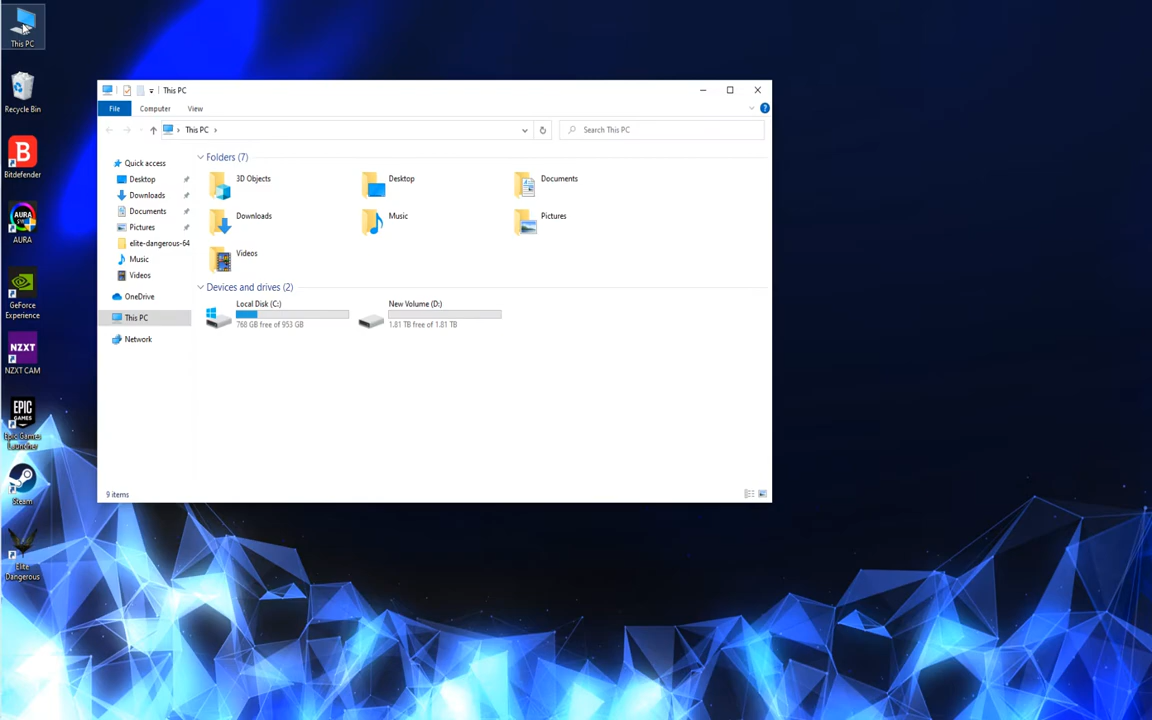 This PC
Recycle Bin
Bitdefender
AURA
AURA
GeForce
Experience
NZXT
NZXT CAM
EPIC
GAMES
Epic Games
Launcher
Steam
Elite
Dangerous
This PC
File
Computer
View
This PC
Search This PC
Quick access
Desktop
Downloads
Documents
Pictures
elite-dangerous-64
Music
Videos
OneDrive
This PC
Network
Folders (7)
3D Objects
Desktop
Documents
Downloads
Music
Pictures
Videos
Devices and drives (2)
Local Disk (C:)
768 GB free of 953 GB
New Volume (D:)
1.81 TB free of 1.81 TB
9 items